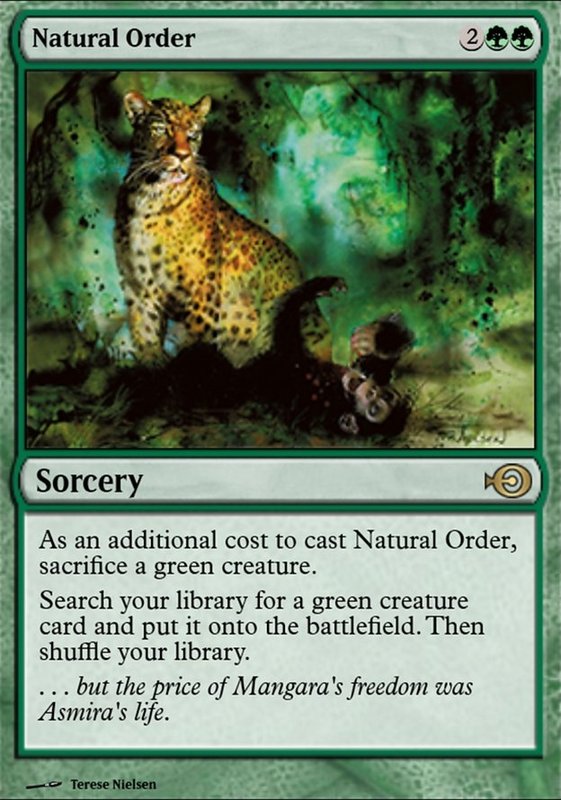 Natural Order 2
Sorcery
As an additional cost to cast Natural Order,
sacrifice a green creature.
Search your library for a green creature
card and put it onto the battlefield. Then
shuffle your library.
. . . but the price of Mangara's freedom was
Asmira's life.
Terese Nielsen